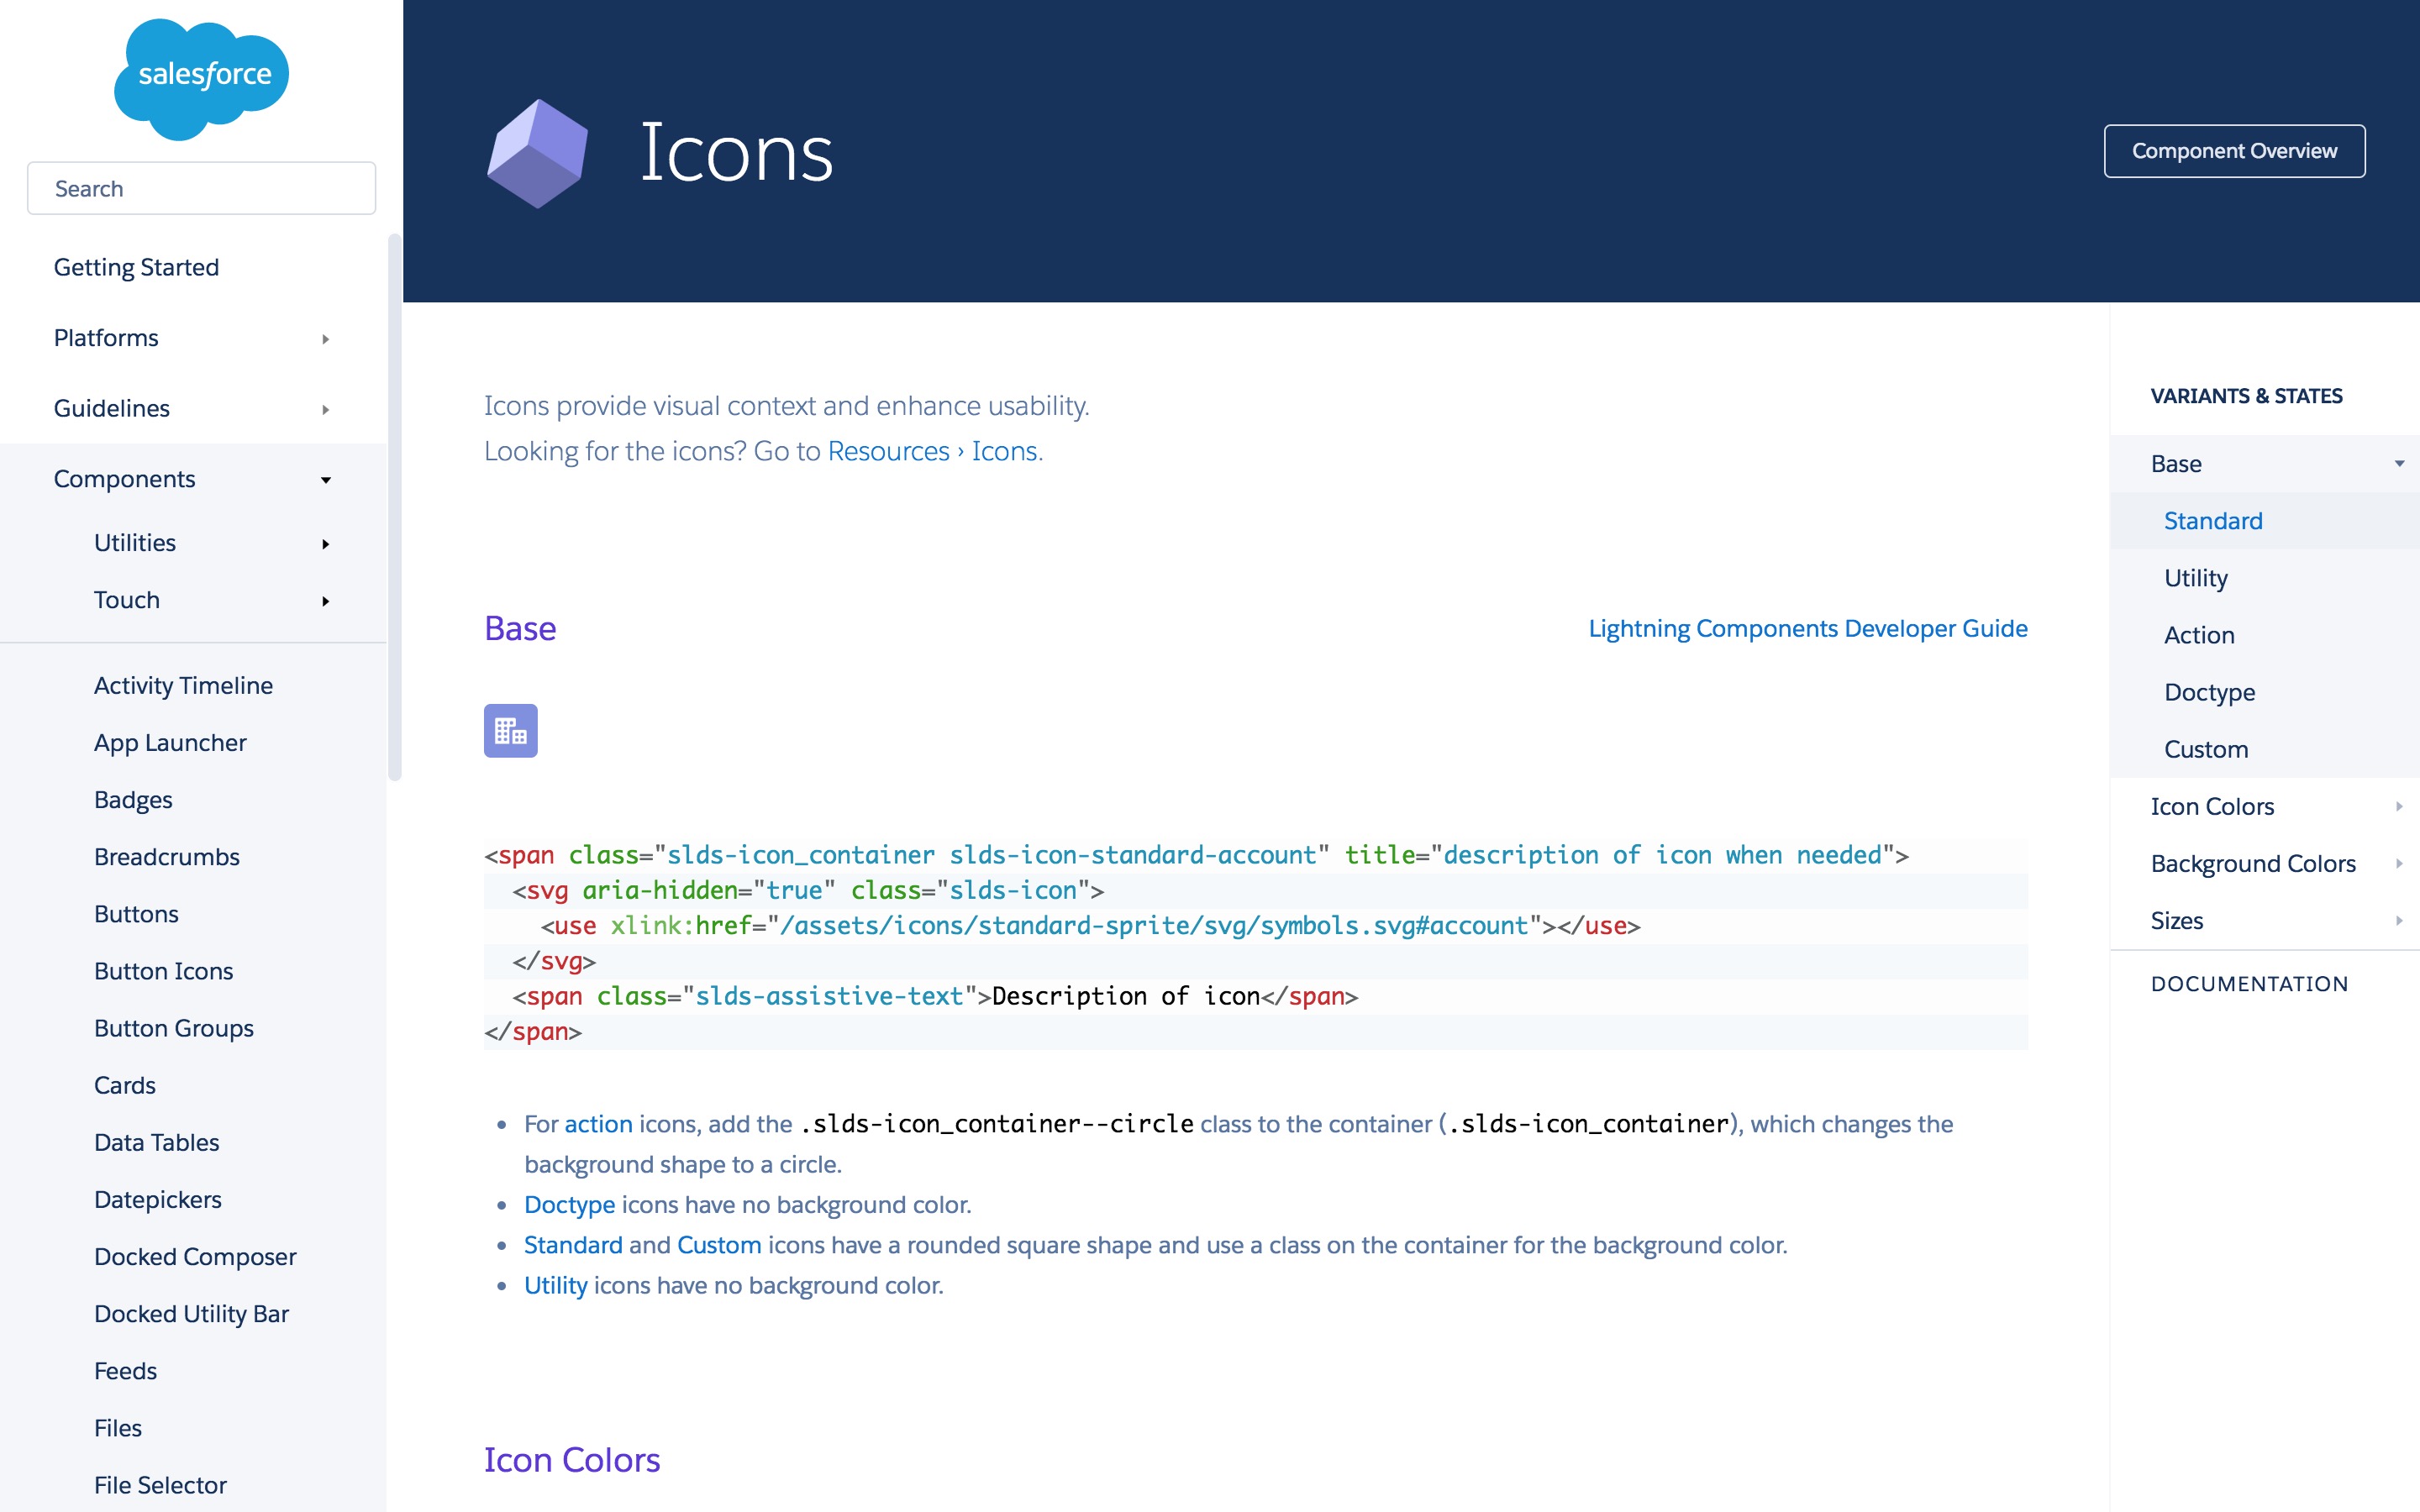 salesforce
Search
Getting Started
Platforms
Guidelines
Components
Utilities
Touch
Activity Timeline
App Launcher
Badges
Breadcrumbs
Buttons
Button Icons
Button Groups
Cards
Data Tables
Datepickers
Docked Composer
Docked Utility Bar
Feeds
Files
File Selector
Icons
Component Overview
Icons provide visual context and enhance usability.
Looking for the icons? Go to Resources › Icons.
Base
Lightning Components Developer Guide
<span class="slds-icon_container slds-icon-standard-account" title="description of icon when needed">
  <svg aria-hidden="true" class="slds-icon">
    <use xlink:href="/assets/icons/standard-sprite/svg/symbols.svg#account"></use>
  </svg>
  <span class="slds-assistive-text">Description of icon</span>
</span>
• For action icons, add the .slds-icon_container--circle class to the container (.slds-icon_container), which changes the
background shape to a circle.
• Doctype icons have no background color.
• Standard and Custom icons have a rounded square shape and use a class on the container for the background color.
• Utility icons have no background color.
Icon Colors
VARIANTS & STATES
Base
Standard
Utility
Action
Doctype
Custom
Icon Colors
Background Colors
Sizes
DOCUMENTATION